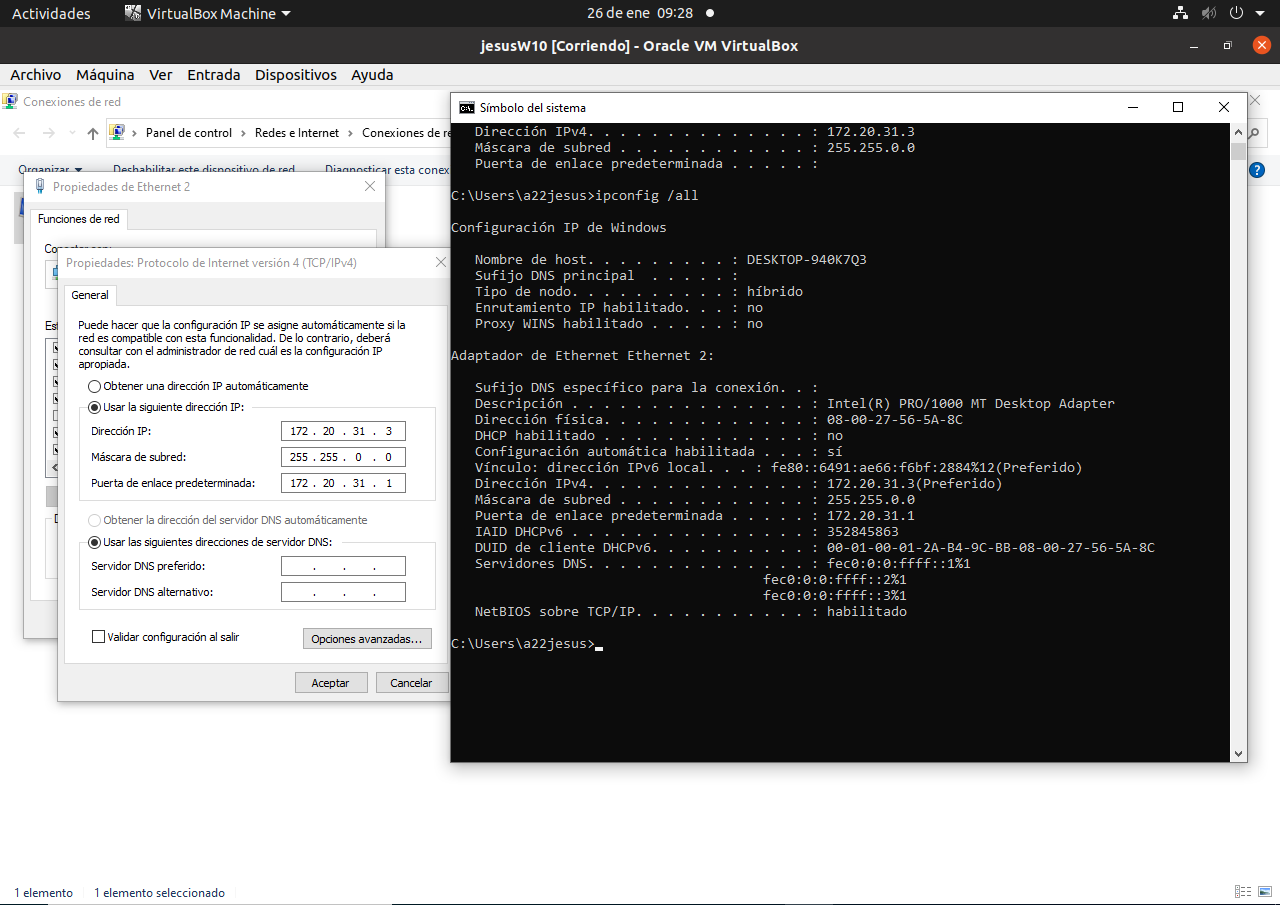 Actividades
VirtualBox Machine
26 de ene 09:28
jesusW10 [Corriendo] - Oracle VM VirtualBox
Archivo Máquina Ver Entrada Dispositivos Ayuda
Conexiones de red
Panel de control > Redes e Internet > Conexiones de re
Organizar Deshabilitar este dispositivo de red Diagnosticar esta conex
Propiedades de Ethernet 2
Funciones de red
Propiedades: Protocolo de Internet versión 4 (TCP/IPv4)
General
Puede hacer que la configuración IP se asigne automáticamente si la
red es compatible con esta funcionalidad. De lo contrario, deberá
consultar con el administrador de red cuál es la configuración IP
apropiada.
Obtener una dirección IP automáticamente
Usar la siguiente dirección IP:
Dirección IP: 172 . 20 . 31 . 3
Máscara de subred: 255 . 255 . 0 . 0
Puerta de enlace predeterminada: 172 . 20 . 31 . 1
Obtener la dirección del servidor DNS automáticamente
Usar las siguientes direcciones de servidor DNS:
Servidor DNS preferido: . . .
Servidor DNS alternativo: . . .
Validar configuración al salir
Opciones avanzadas...
Aceptar Cancelar
Símbolo del sistema
Dirección IPv4. . . . . . . . . . . . . . : 172.20.31.3
Máscara de subred . . . . . . . . . . . . : 255.255.0.0
Puerta de enlace predeterminada . . . . . :
C:\Users\a22jesus>ipconfig /all
Configuración IP de Windows
Nombre de host. . . . . . . . . : DESKTOP-940K7Q3
Sufijo DNS principal  . . . . . :
Tipo de nodo. . . . . . . . . . : híbrido
Enrutamiento IP habilitado. . . : no
Proxy WINS habilitado . . . . . : no
Adaptador de Ethernet Ethernet 2:
Sufijo DNS específico para la conexión. . :
Descripción . . . . . . . . . . . . . . . : Intel(R) PRO/1000 MT Desktop Adapter
Dirección física. . . . . . . . . . . . . : 08-00-27-56-5A-8C
DHCP habilitado . . . . . . . . . . . . . : no
Configuración automática habilitada . . . : sí
Vínculo: dirección IPv6 local. . . : fe80::6491:ae66:f6bf:2884%12(Preferido)
Dirección IPv4. . . . . . . . . . . . . . : 172.20.31.3(Preferido)
Máscara de subred . . . . . . . . . . . . : 255.255.0.0
Puerta de enlace predeterminada . . . . . : 172.20.31.1
IAID DHCPv6 . . . . . . . . . . . . . . . : 352845863
DUID de cliente DHCPv6. . . . . . . . . . : 00-01-00-01-2A-B4-9C-BB-08-00-27-56-5A-8C
Servidores DNS. . . . . . . . . . . . . . : fec0:0:0:ffff::1%1
fec0:0:0:ffff::2%1
fec0:0:0:ffff::3%1
NetBIOS sobre TCP/IP. . . . . . . . . . . : habilitado
C:\Users\a22jesus>
1 elemento 1 elemento seleccionado